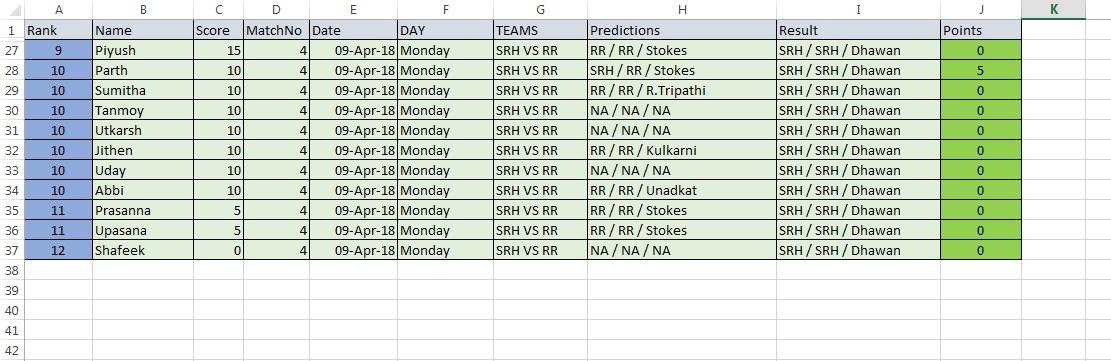 A B C D E F G H I J K
1 Rank Name Score MatchNo Date DAY TEAMS Predictions Result Points
27 9 Piyush 15 4 09-Apr-18 Monday SRH VS RR RR / RR / Stokes SRH / SRH / Dhawan 0
28 10 Parth 10 4 09-Apr-18 Monday SRH VS RR SRH / RR / Stokes SRH / SRH / Dhawan 5
29 10 Sumitha 10 4 09-Apr-18 Monday SRH VS RR RR / RR / R.Tripathi SRH / SRH / Dhawan 0
30 10 Tanmoy 10 4 09-Apr-18 Monday SRH VS RR NA / NA / NA SRH / SRH / Dhawan 0
31 10 Utkarsh 10 4 09-Apr-18 Monday SRH VS RR NA / NA / NA SRH / SRH / Dhawan 0
32 10 Jithen 10 4 09-Apr-18 Monday SRH VS RR RR / RR / Kulkarni SRH / SRH / Dhawan 0
33 10 Uday 10 4 09-Apr-18 Monday SRH VS RR NA / NA / NA SRH / SRH / Dhawan 0
34 10 Abbi 10 4 09-Apr-18 Monday SRH VS RR RR / RR / Unadkat SRH / SRH / Dhawan 0
35 11 Prasanna 5 4 09-Apr-18 Monday SRH VS RR RR / RR / Stokes SRH / SRH / Dhawan 0
36 11 Upasana 5 4 09-Apr-18 Monday SRH VS RR RR / RR / Stokes SRH / SRH / Dhawan 0
37 12 Shafeek 0 4 09-Apr-18 Monday SRH VS RR NA / NA / NA SRH / SRH / Dhawan 0
38
39
40
41
42